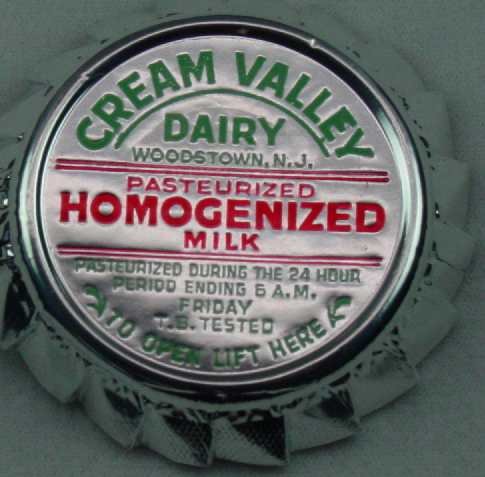 CREAM VALLEY
DAIRY
WOODSTOWN, N.J.
PASTEURIZED
HOMOGENIZED
MILK
PASTEURIZED DURING THE 24 HOUR
PERIOD ENDING 6 A.M.
FRIDAY
T.B. TESTED
TO OPEN LIFT HERE